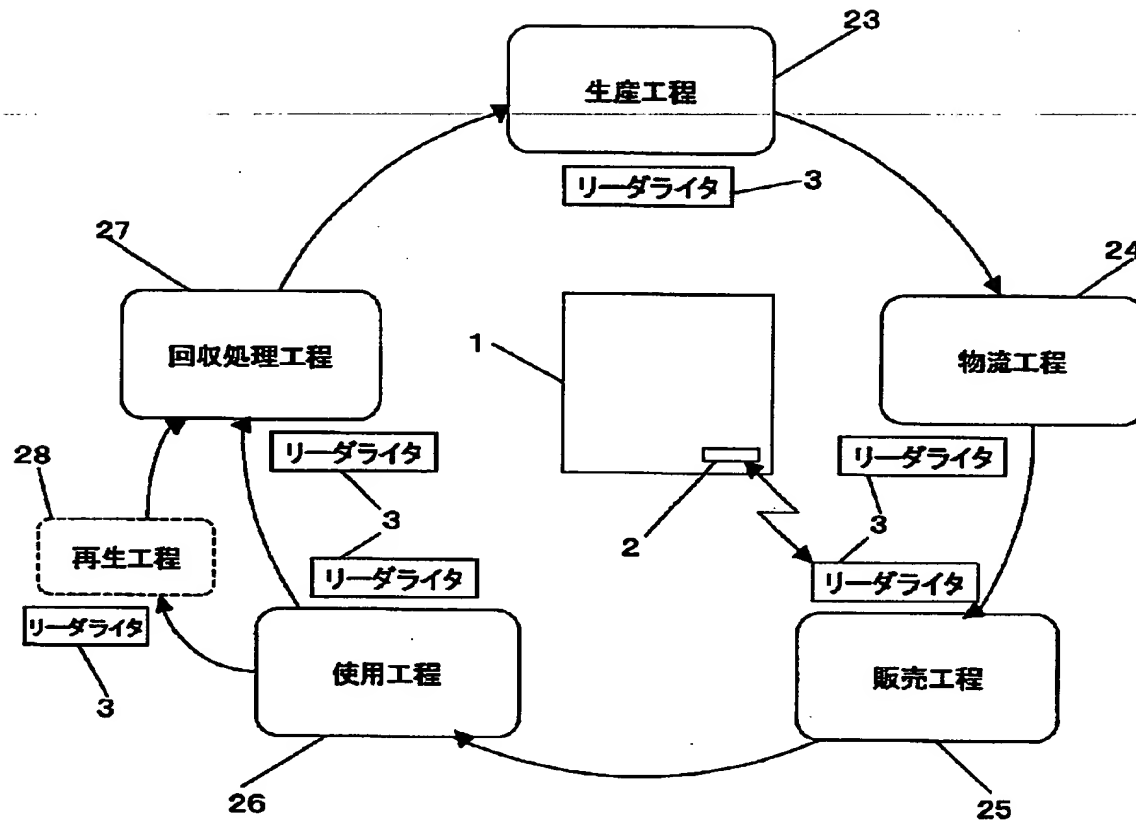 23
生産工程
リーダライタ
3
27
24
回収処理工程
1
物流工程
リーダライタ
リーダライタ
28
3
3
2
再生工程
リーダライタ
リーダライタ
リーダライタ
使用工程
販売工程
3
26
25